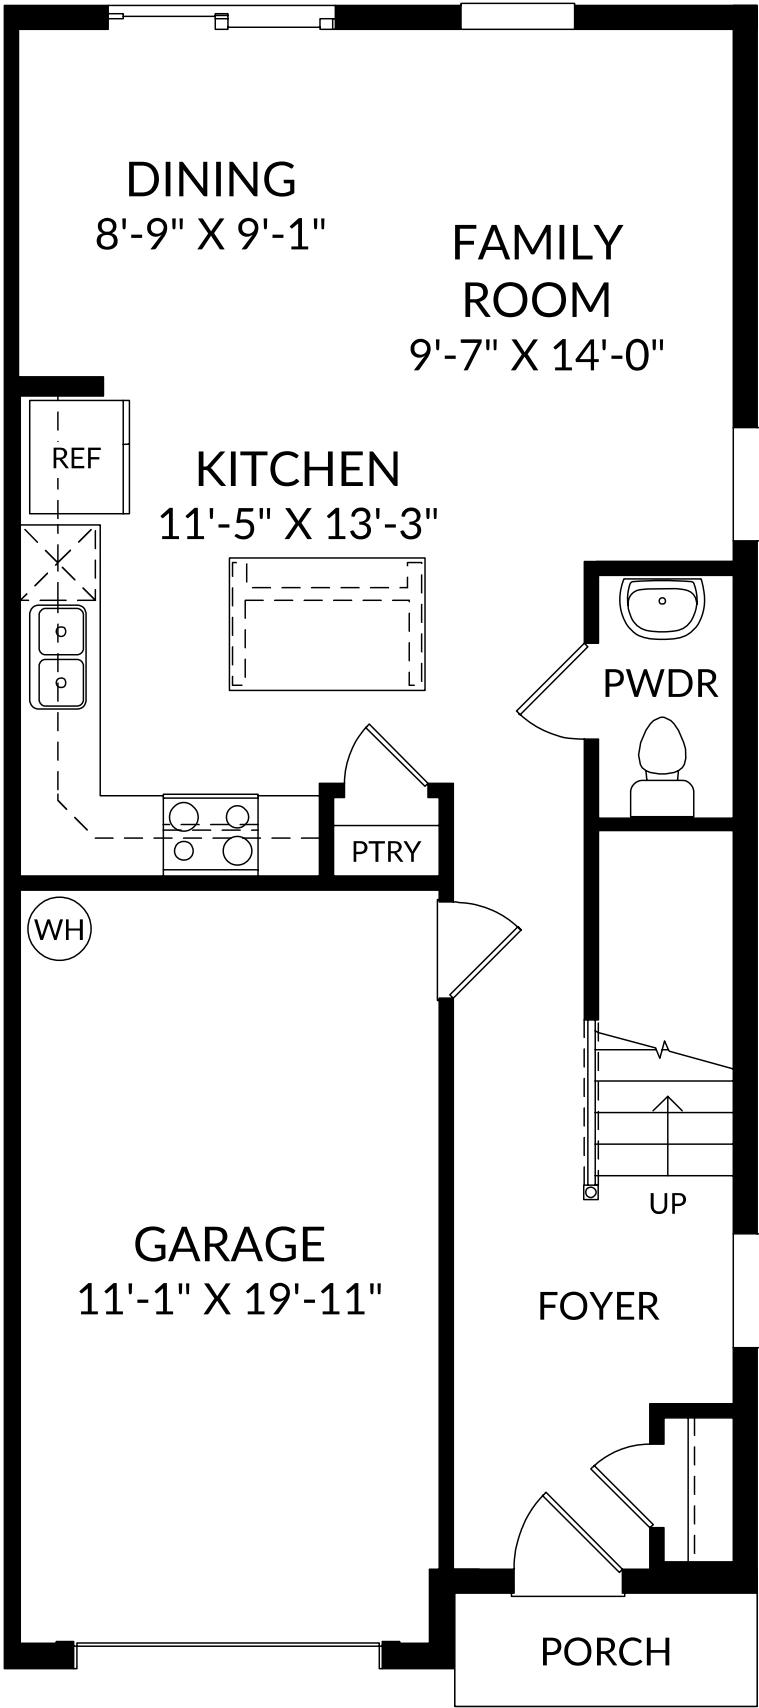 DINING
8'-9" X 9'-1"
FAMILY
ROOM
9'-7" X 14'-0"
REF
KITCHEN
11'-5" X 13'-3"
PWDR
PTRY
WH
UP
GARAGE
11'-1" X 19'-11"
FOYER
PORCH